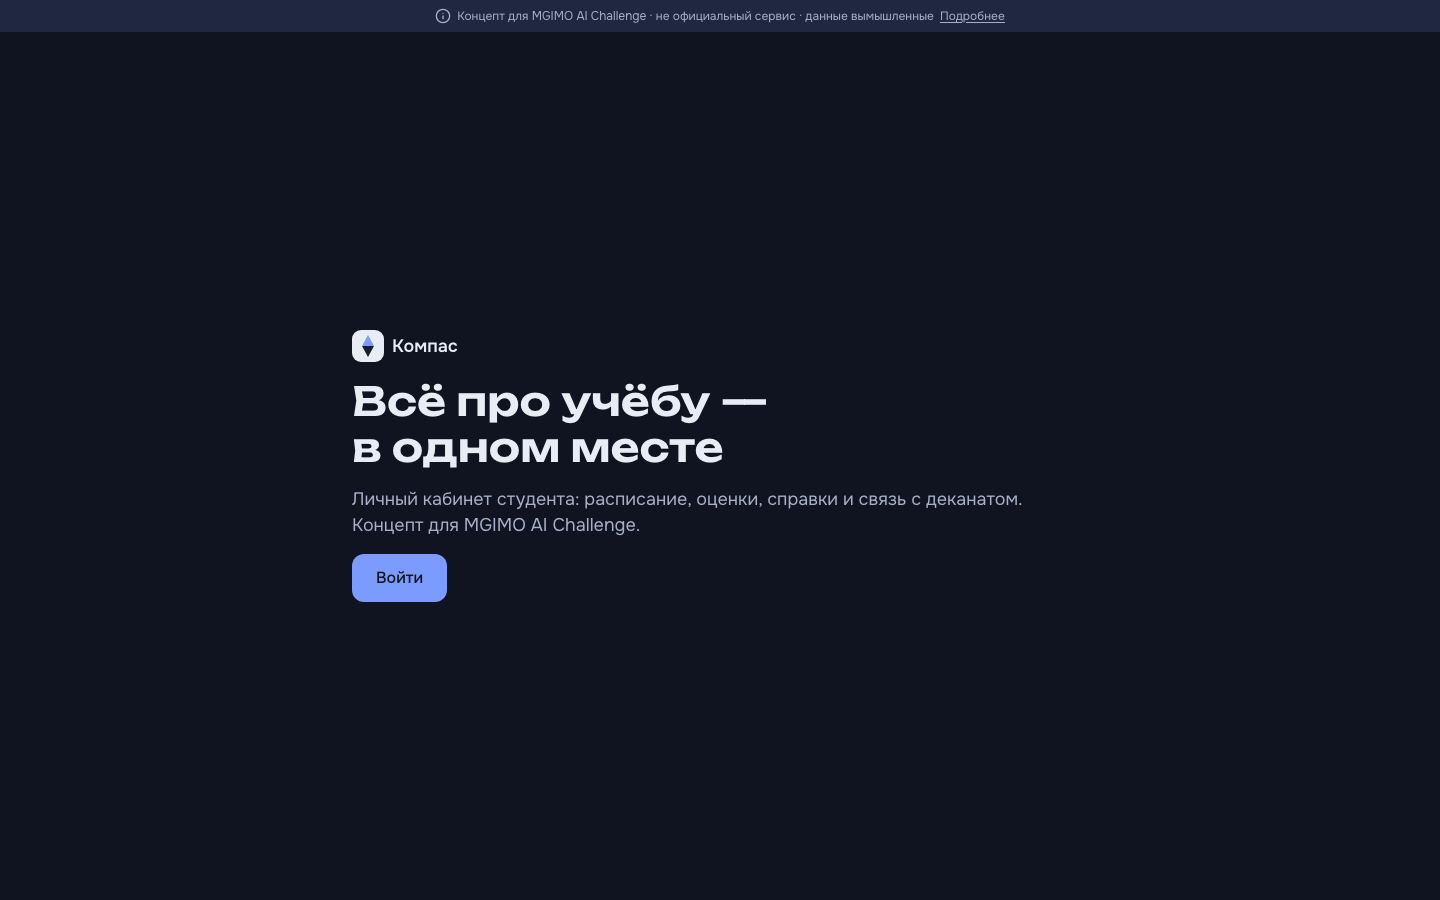 Концепт для MGIMO AI Challenge · не официальный сервис · данные вымышленные Подробнее
Компас
Всё про учёбу —
в одном месте
Личный кабинет студента: расписание, оценки, справки и связь с деканатом.
Концепт для MGIMO AI Challenge.
Войти